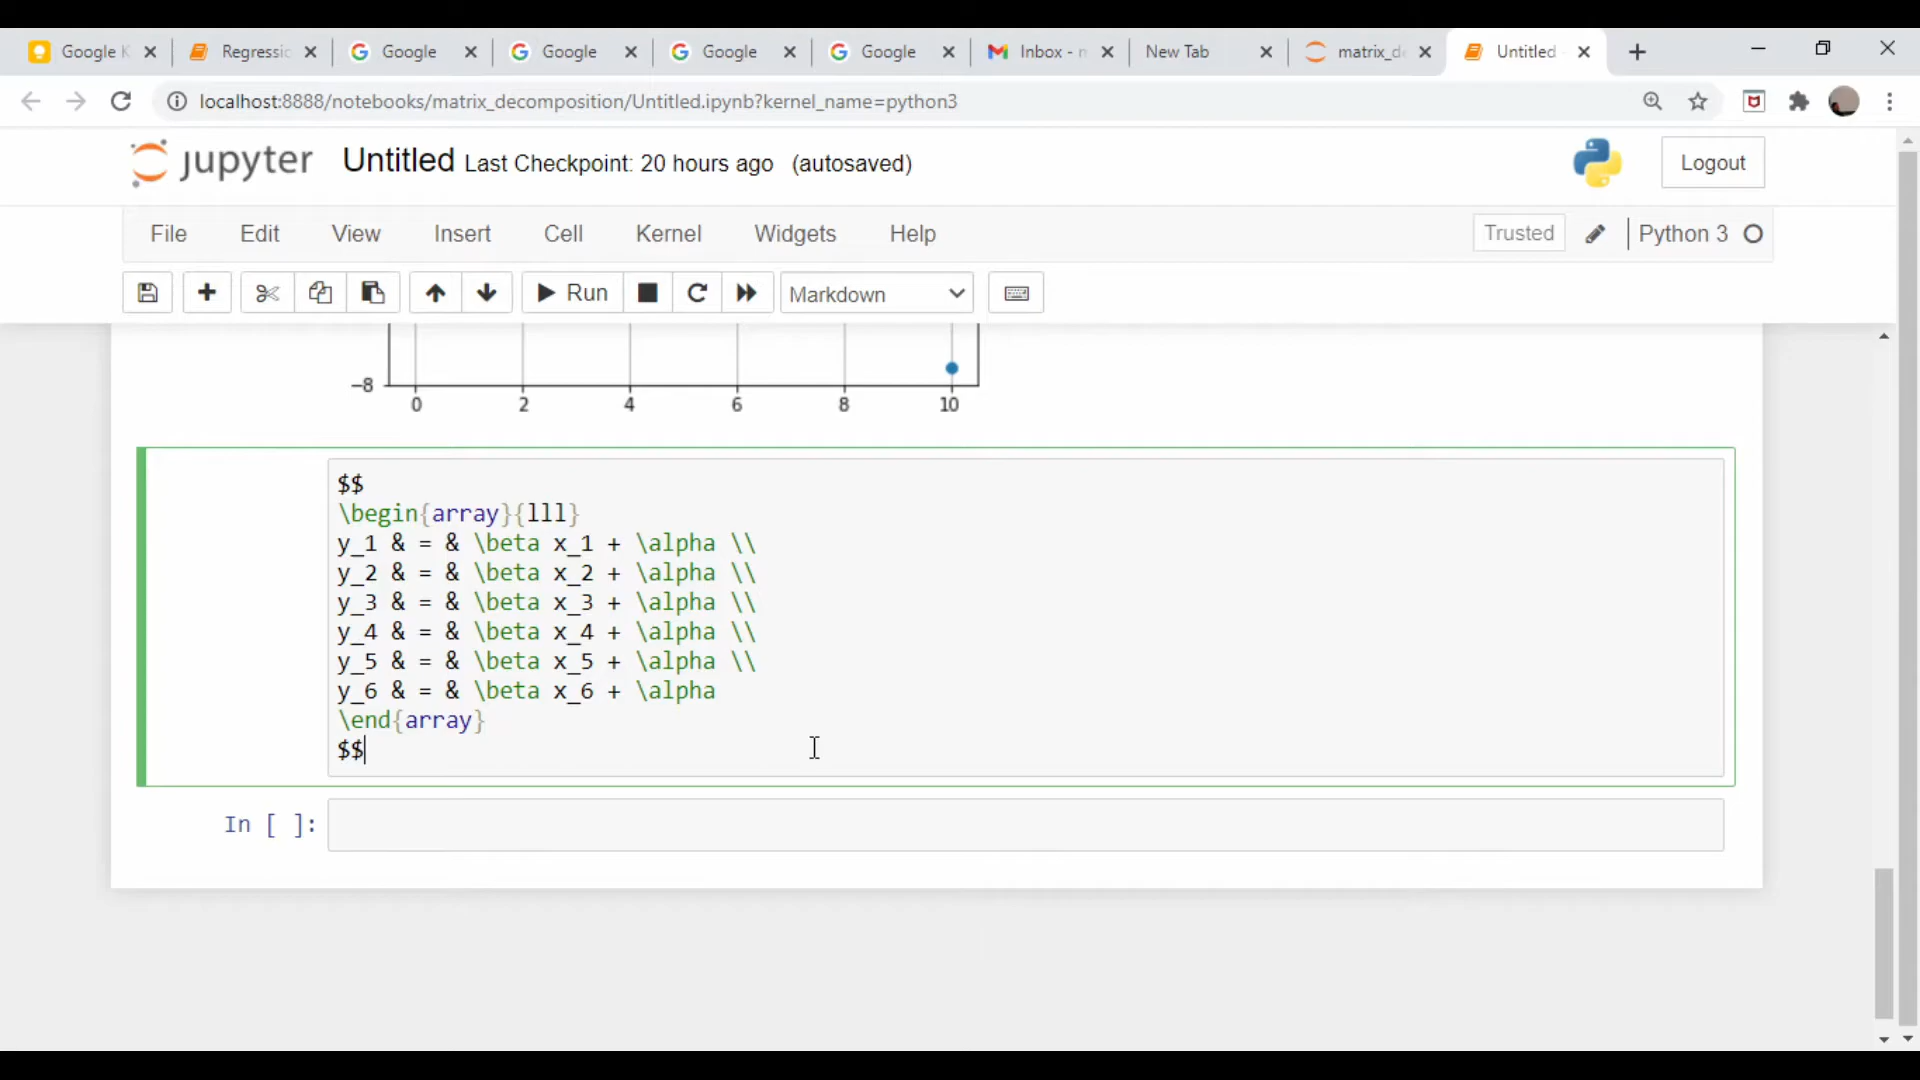 Google K
Regressic
Google
Google
Google
Google
Inbox - n
New Tab
matrix_d
Untitled
localhost:8888/notebooks/matrix_decomposition/Untitled.ipynb?kernel_name=python3
jupyter Untitled Last Checkpoint: 20 hours ago (autosaved)
Logout
File Edit View Insert Cell Kernel Widgets Help
Trusted
Python 3
Run
Markdown
−8
0 2 4 6 8 10
$$
\begin{array}{lll}
y_1 & = & \beta x_1 + \alpha \\
y_2 & = & \beta x_2 + \alpha \\
y_3 & = & \beta x_3 + \alpha \\
y_4 & = & \beta x_4 + \alpha \\
y_5 & = & \beta x_5 + \alpha \\
y_6 & = & \beta x_6 + \alpha
\end{array}
$$
In [ ]: